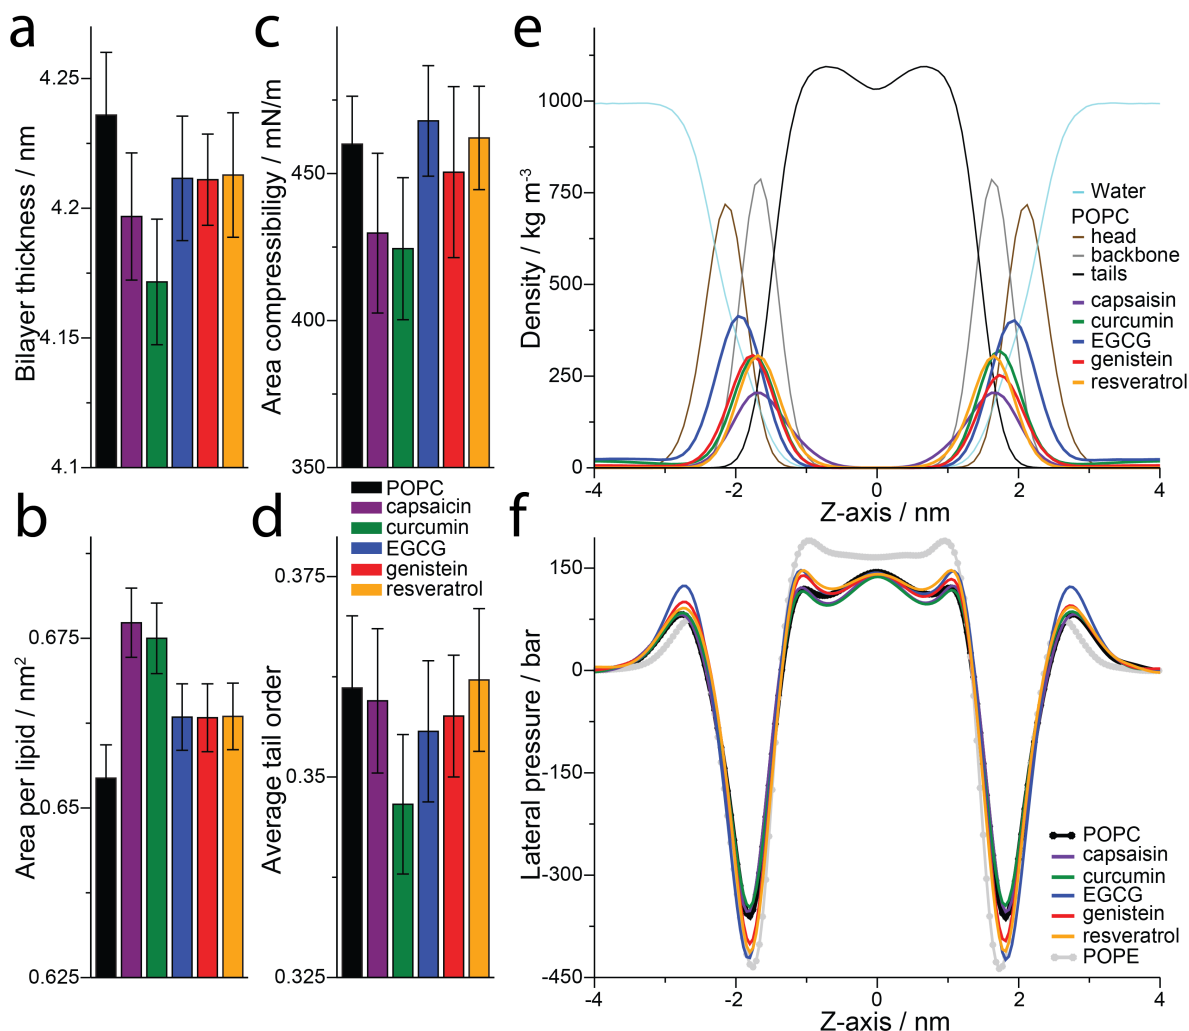 a
4.25
4.2
4.15
4.1
Bilayer thickness / nm
c
450
400
350
Area compressibiligy / mN/m
e
1000
750
500
250
0
Density / kg m-3
-4
-2
0
2
4
Z-axis / nm
Water
POPC
head
backbone
tails
capsaisin
curcumin
EGCG
genistein
resveratrol
b
0.675
0.65
0.625
Area per lipid / nm2
POPC
capsaicin
curcumin
EGCG
genistein
resveratrol
d
0.375
0.35
0.325
Average tail order
f
150
0
-150
-300
-450
Lateral pressure / bar
-4
-2
0
2
4
Z-axis / nm
POPC
capsaisin
curcumin
EGCG
genistein
resveratrol
POPE